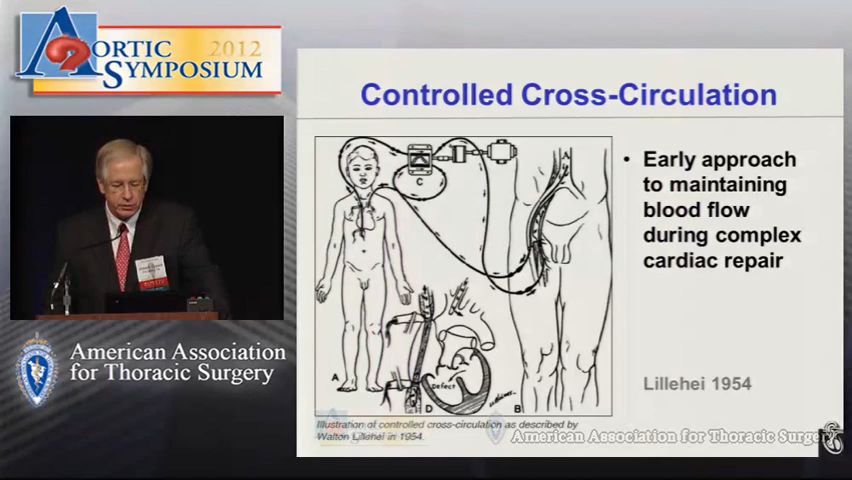 AORTIC 2012
SYMPOSIUM
Controlled Cross-Circulation
• Early approach
to maintaining
blood flow
during complex
cardiac repair
A
C
A
B
D
Defect
Lillehei 1954
Illustration of controlled cross-circulation as described by
Walton Lillehei in 1954.
American Association
for Thoracic Surgery
American Association for Thoracic Surgery